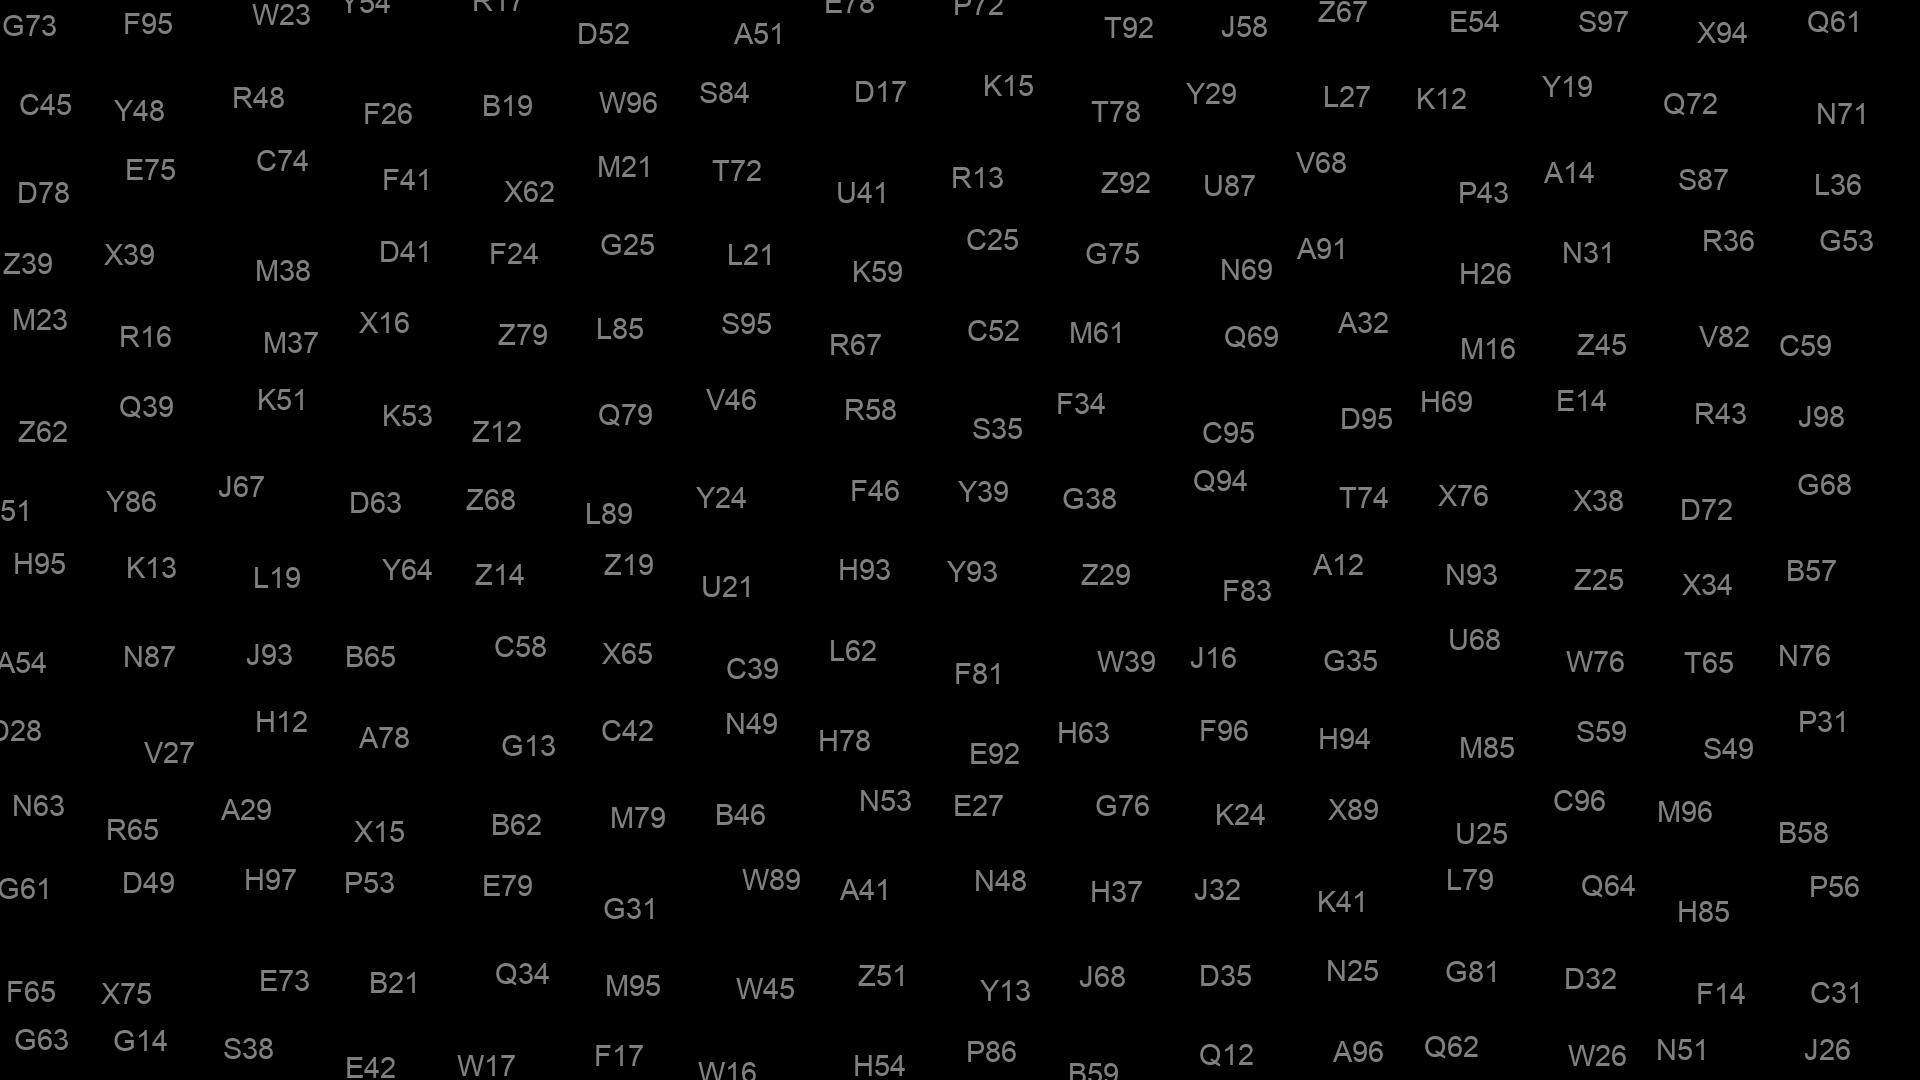 G73 F95 W23 Y54 R17 D52 A51 E78 P72 T92 J58 Z67 E54 S97 X94 Q61
C45 Y48 R48 F26 B19 W96 S84 D17 K15 T78 Y29 L27 K12 Y19 Q72 N71
D78 E75 C74 F41 X62 M21 T72 U41 R13 Z92 U87 V68 P43 A14 S87 L36
Z39 X39 M38 D41 F24 G25 L21 K59 C25 G75 N69 A91 H26 N31 R36 G53
M23 R16 M37 X16 Z79 L85 S95 R67 C52 M61 Q69 A32 M16 Z45 V82 C59
Z62 Q39 K51 K53 Z12 Q79 V46 R58 S35 F34 C95 D95 H69 E14 R43 J98
51 Y86 J67 D63 Z68 L89 Y24 F46 Y39 G38 Q94 T74 X76 X38 D72 G68
H95 K13 L19 Y64 Z14 Z19 U21 H93 Y93 Z29 F83 A12 N93 Z25 X34 B57
A54 N87 J93 B65 C58 X65 C39 L62 F81 W39 J16 G35 U68 W76 T65 N76
D28 V27 H12 A78 G13 C42 N49 H78 E92 H63 F96 H94 M85 S59 S49 P31
N63 R65 A29 X15 B62 M79 B46 N53 E27 G76 K24 X89 U25 C96 M96 B58
G61 D49 H97 P53 E79 G31 W89 A41 N48 H37 J32 K41 L79 Q64 H85 P56
F65 X75 E73 B21 Q34 M95 W45 Z51 Y13 J68 D35 N25 G81 D32 F14 C31
G63 G14 S38 E42 W17 F17 W16 H54 P86 B59 Q12 A96 Q62 W26 N51 J26